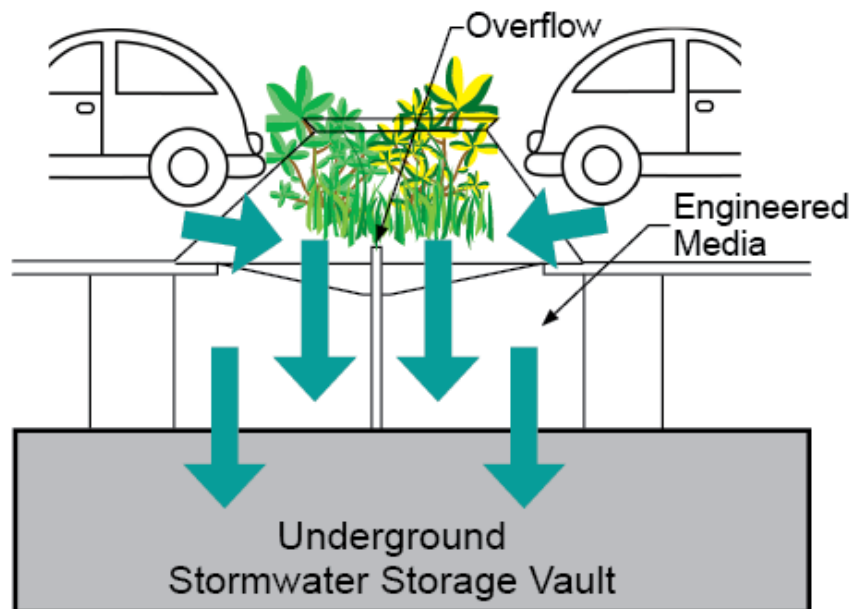 Overflow
Engineered
Media
Underground
Stormwater Storage Vault